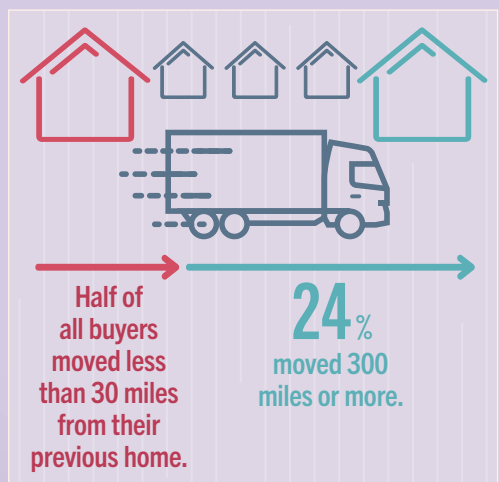 Half of
all buyers
moved less
than 30 miles
from their
previous home.
24%
moved 300
miles or more.